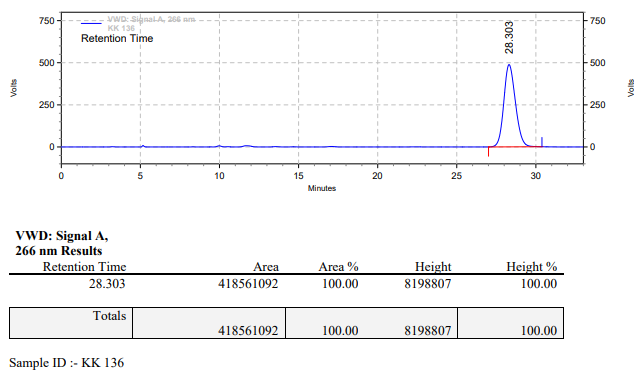 VWD: Signal A, 266 nm
KK 136
Retention Time
28.303
750
500
250
0
Volts
750
500
250
0
Volts
0 5 10 15 20 25 30
Minutes
VWD: Signal A,
266 nm Results
Retention Time Area Area % Height Height %
28.303 418561092 100.00 8198807 100.00
Totals
418561092 100.00 8198807 100.00
Sample ID :- KK 136